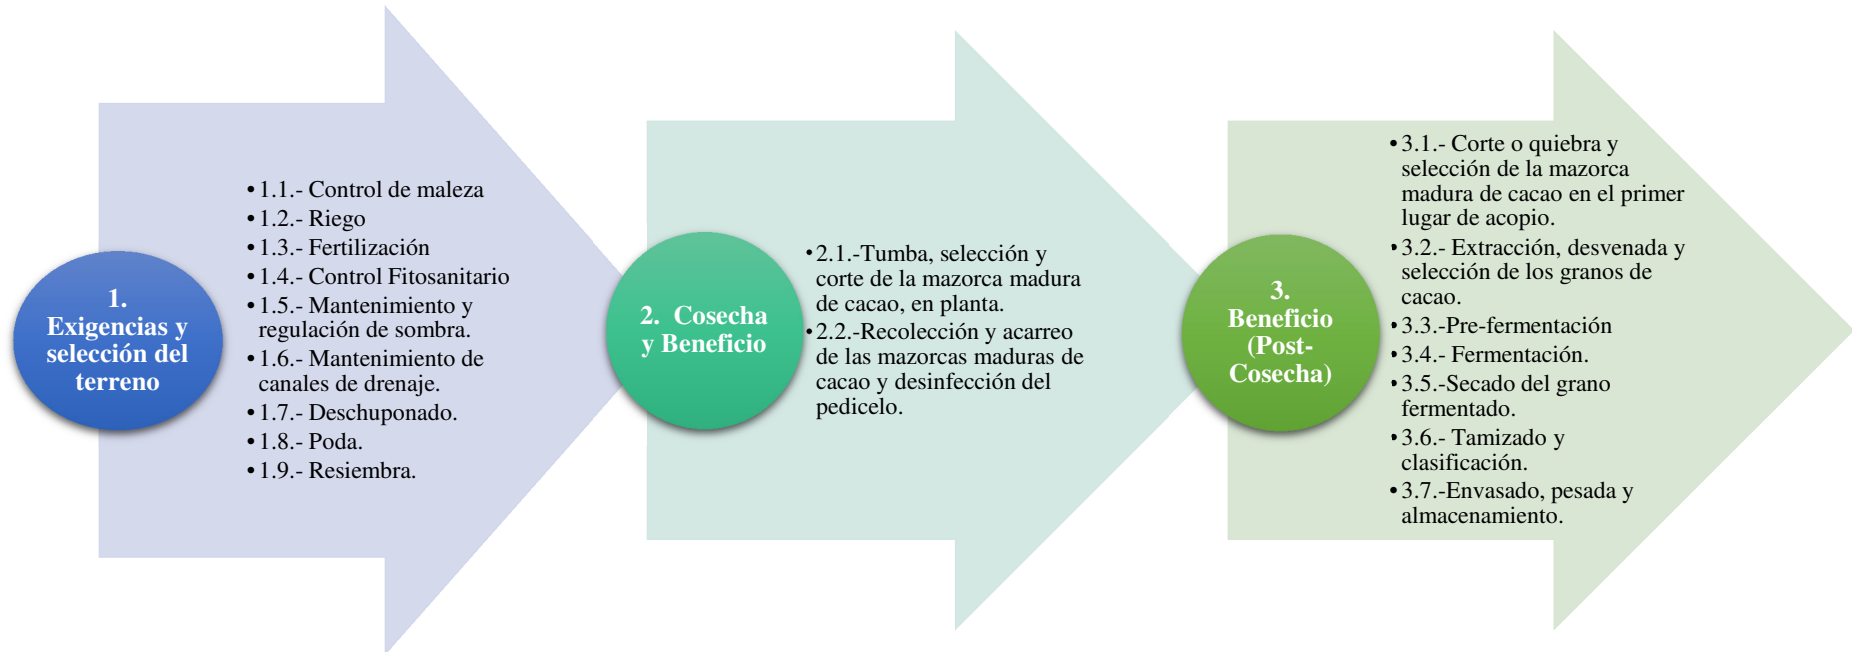 1.
Exigencias y
selección del
terreno
• 1.1.- Control de maleza
• 1.2.- Riego
• 1.3.- Fertilización
• 1.4.- Control Fitosanitario
• 1.5.- Mantenimiento y
regulación de sombra.
• 1.6.- Mantenimiento de
canales de drenaje.
• 1.7.- Deschuponado.
• 1.8.- Poda.
• 1.9.- Resiembra.
2. Cosecha
y Beneficio
• 2.1.-Tumba, selección y
corte de la mazorca madura
de cacao, en planta.
• 2.2.-Recolección y acarreo
de las mazorcas maduras de
cacao y desinfección del
pedicelo.
3.
Beneficio
(Post-
Cosecha)
• 3.1.- Corte o quiebra y
selección de la mazorca
madura de cacao en el primer
lugar de acopio.
• 3.2.- Extracción, desvenada y
selección de los granos de
cacao.
• 3.3.-Pre-fermentación
• 3.4.- Fermentación.
• 3.5.-Secado del grano
fermentado.
• 3.6.- Tamizado y
clasificación.
• 3.7.-Envasado, pesada y
almacenamiento.